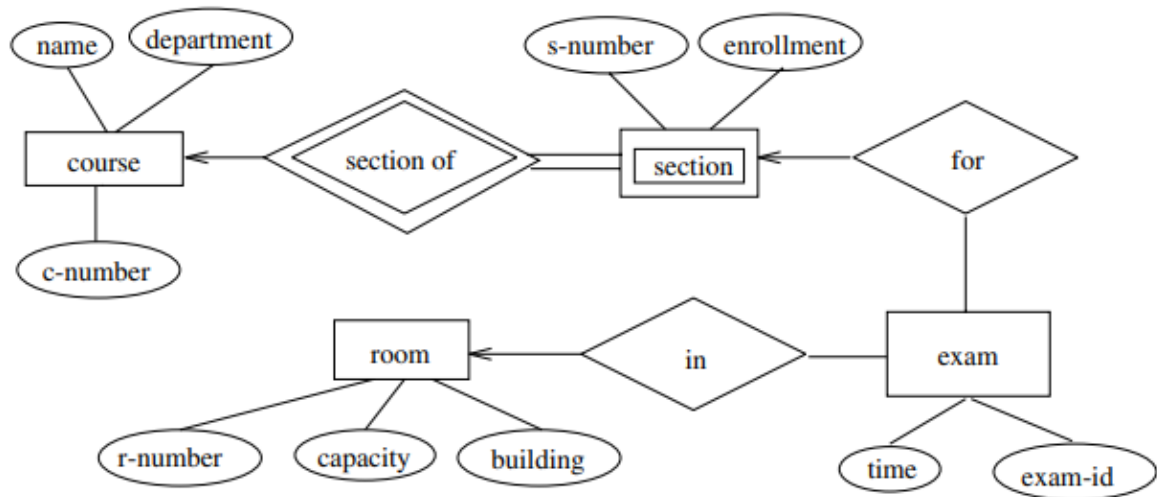 name
department
s-number
enrollment
course
section of
section
for
c-number
room
in
exam
r-number
capacity
building
time
exam-id